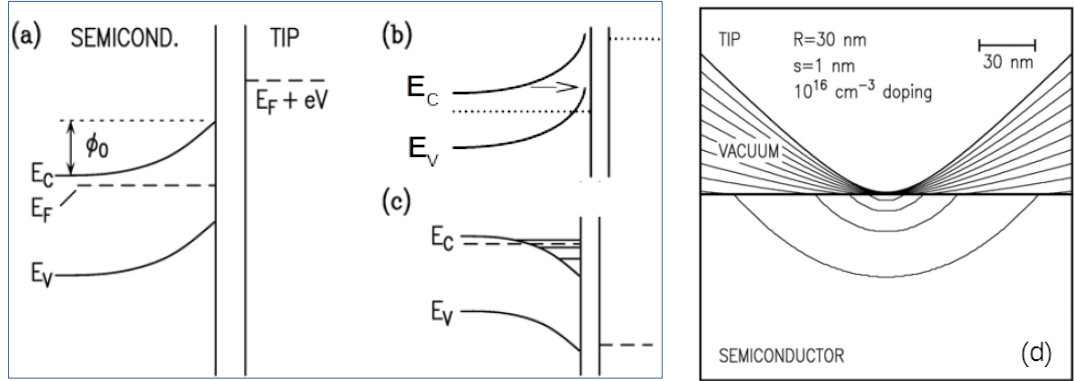 (a) SEMICOND. TIP
E_F + eV
ϕ_0
E_C
E_F
E_V
(b)
E_C
E_V
(c)
E_C
E_V
TIP
R=30 nm
s=1 nm
10^16 cm^-3 doping
30 nm
VACUUM
SEMICONDUCTOR
(d)